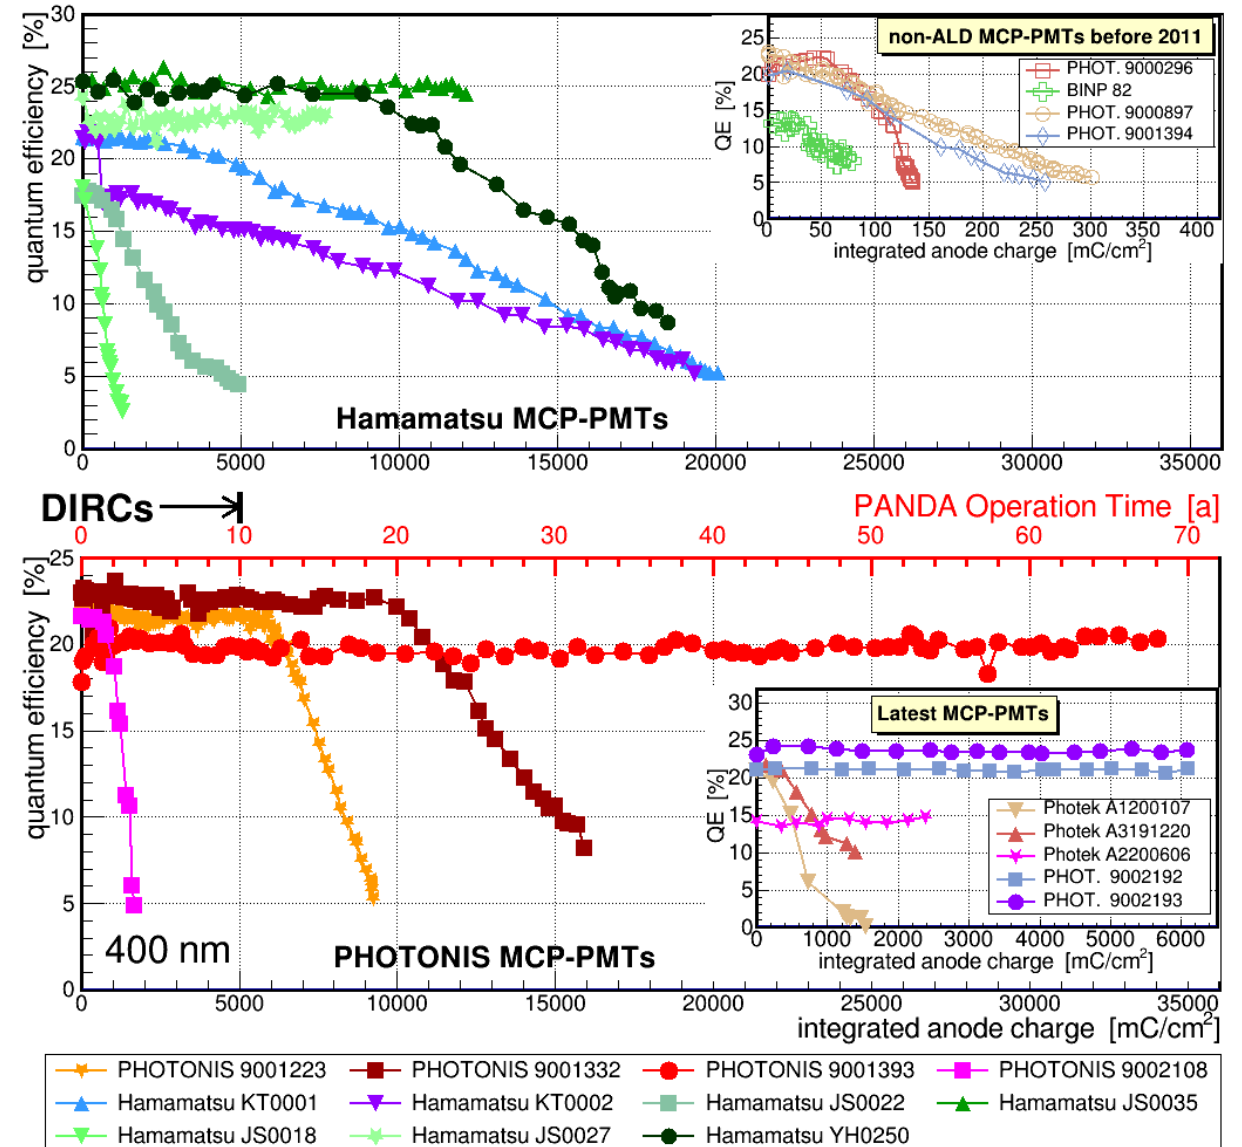 quantum efficiency [%]
30
25
20
15
10
5
0
0 5000 10000 15000 20000 25000 30000 35000
Hamamatsu MCP-PMTs
non-ALD MCP-PMTs before 2011
QE [%]
25
20
15
10
5
0
0 50 100 150 200 250 300 350 400
integrated anode charge [mC/cm²]
PHOT. 9000296
BINP 82
PHOT. 9000897
PHOT. 9001394
DIRCs
PANDA Operation Time [a]
0 10 20 30 40 50 60 70
quantum efficiency [%]
25
20
15
10
5
0
0 5000 10000 15000 20000 25000 30000 35000
400 nm
PHOTONIS MCP-PMTs
integrated anode charge [mC/cm²]
Latest MCP-PMTs
QE [%]
30
25
20
15
10
5
0
0 1000 2000 3000 4000 5000 6000
integrated anode charge [mC/cm²]
Photek A1200107
Photek A3191220
Photek A2200606
PHOT. 9002192
PHOT. 9002193
PHOTONIS 9001223 PHOTONIS 9001332 PHOTONIS 9001393 PHOTONIS 9002108
Hamamatsu KT0001 Hamamatsu KT0002 Hamamatsu JS0022 Hamamatsu JS0035
Hamamatsu JS0018 Hamamatsu JS0027 Hamamatsu YH0250